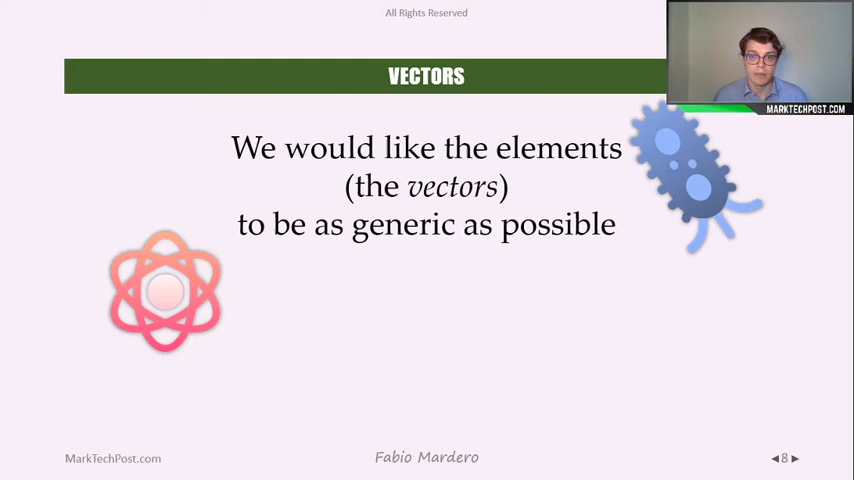 All Rights Reserved
VECTORS
MARKTECHPOST.COM
We would like the elements
(the vectors)
to be as generic as possible
MarkTechPost.com
Fabio Mardero
◄8►